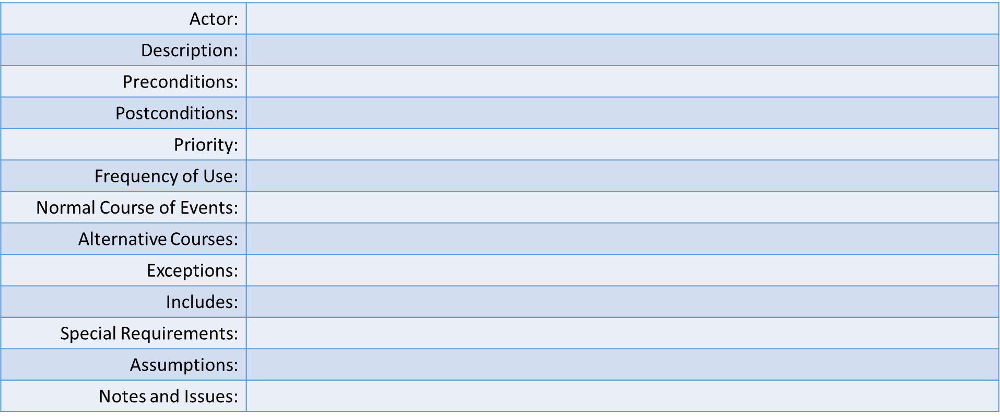 Actor:
Description:
Preconditions:
Postconditions:
Priority:
Frequency of Use:
Normal Course of Events:
Alternative Courses:
Exceptions:
Includes:
Special Requirements:
Assumptions:
Notes and Issues: